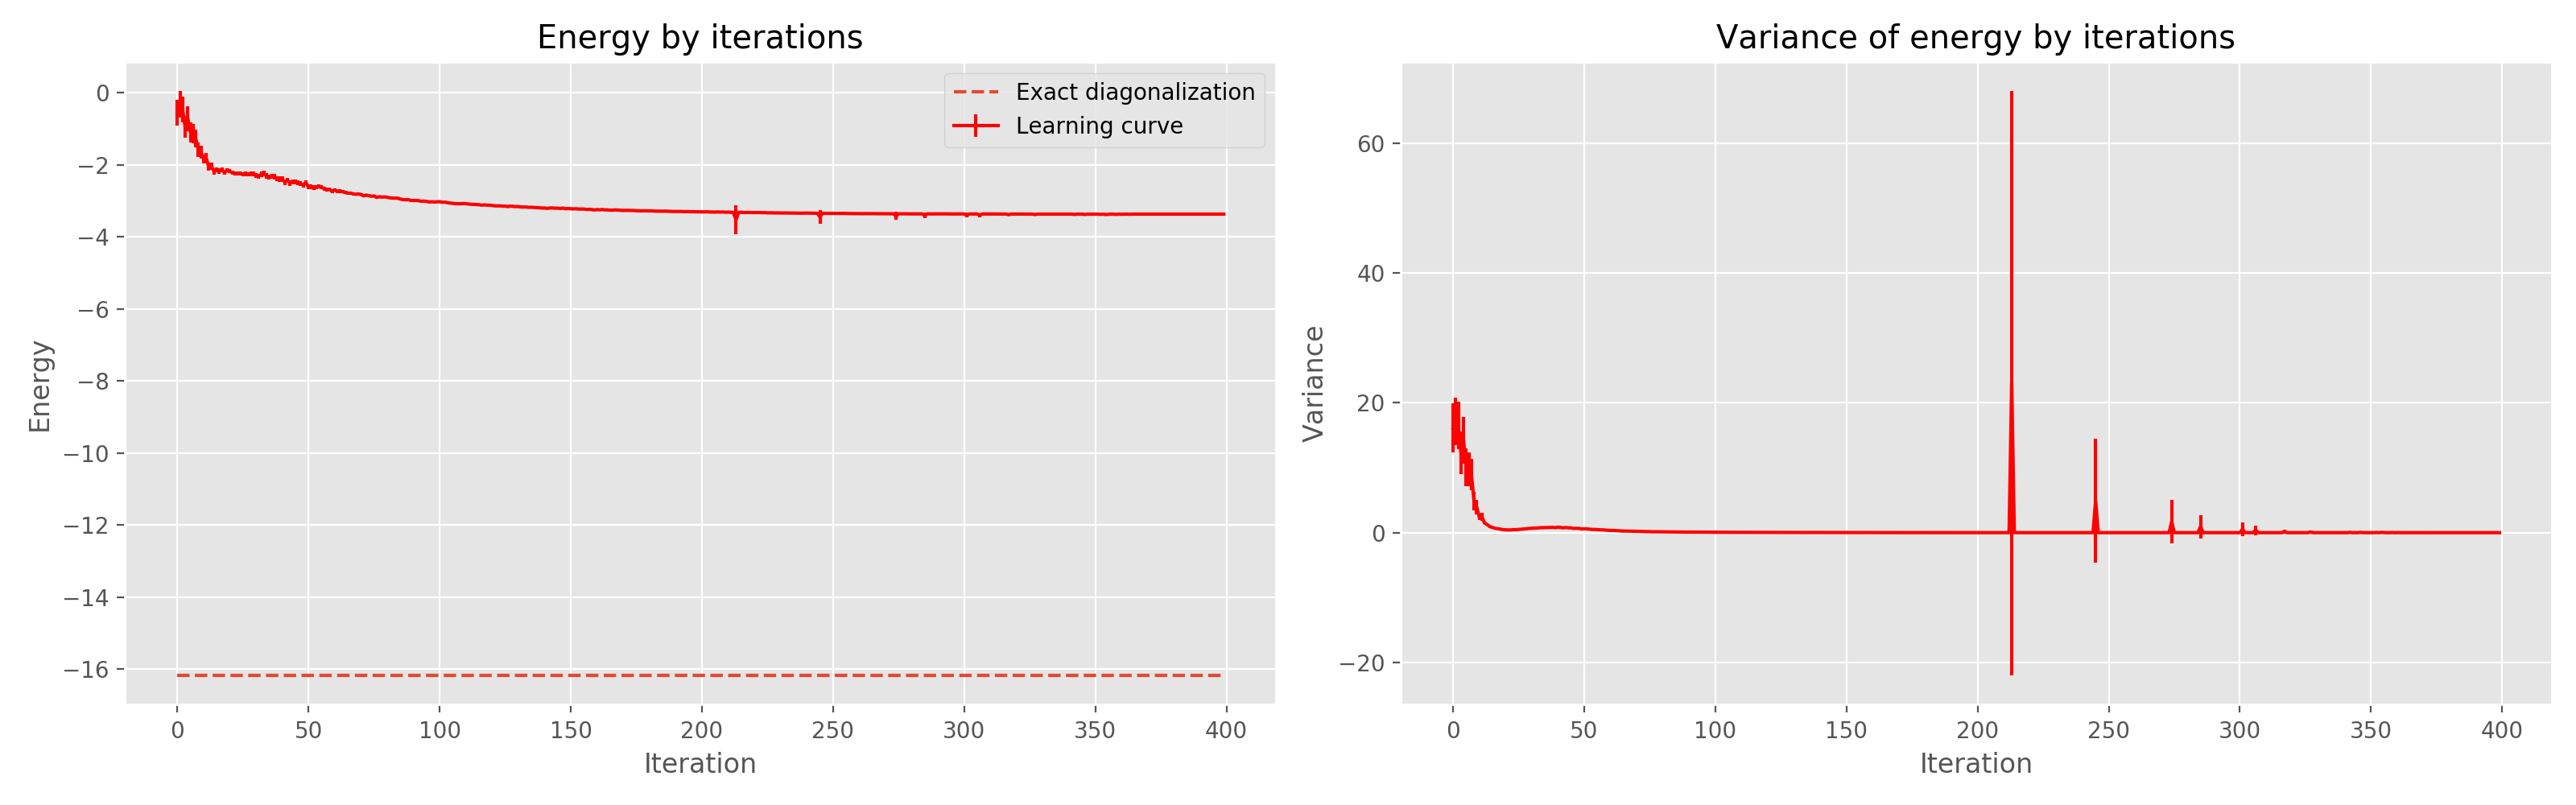 Energy by iterations
Exact diagonalization
Learning curve
0
−2
−4
−6
−8
−10
−12
−14
−16
Energy
0 50 100 150 200 250 300 350 400
Iteration
Variance of energy by iterations
60
40
20
0
−20
Variance
0 50 100 150 200 250 300 350 400
Iteration